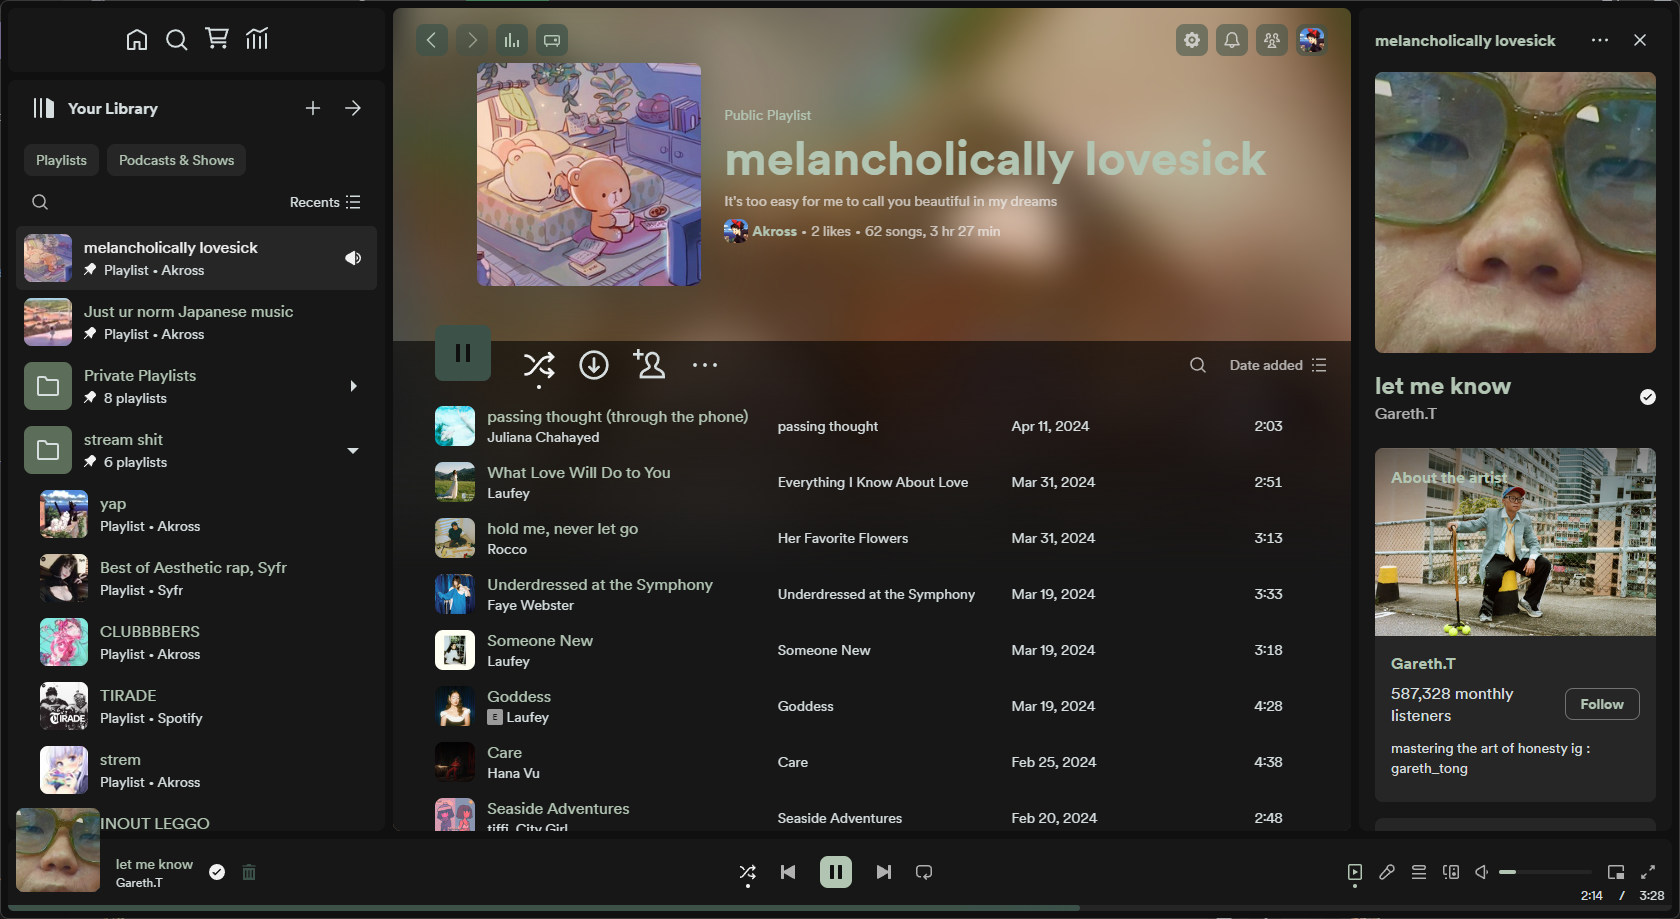 Your Library
Playlists
Podcasts & Shows
Recents
melancholically lovesick
Playlist • Akross
Just ur norm Japanese music
Playlist • Akross
Private Playlists
8 playlists
stream shit
6 playlists
yap
Playlist • Akross
Best of Aesthetic rap, Syfr
Playlist • Syfr
CLUBBBBERS
Playlist • Akross
TIRADE
TIRADE
Playlist • Spotify
strem
Playlist • Akross
INOUT LEGGO
Public Playlist
melancholically lovesick
It's too easy for me to call you beautiful in my dreams
Akross • 2 likes • 62 songs, 3 hr 27 min
Date added
passing thought (through the phone)
Juliana Chahayed
passing thought
Apr 11, 2024
2:03
What Love Will Do to You
Laufey
Everything I Know About Love
Mar 31, 2024
2:51
hold me, never let go
Rocco
Her Favorite Flowers
Mar 31, 2024
3:13
Underdressed at the Symphony
Faye Webster
Underdressed at the Symphony
Mar 19, 2024
3:33
Someone New
Laufey
Someone New
Mar 19, 2024
3:18
Goddess
E Laufey
Goddess
Mar 19, 2024
4:28
Care
Hana Vu
Care
Feb 25, 2024
4:38
Seaside Adventures
tiffi, City Girl
Seaside Adventures
Feb 20, 2024
2:48
melancholically lovesick
let me know
Gareth.T
About the artist
Gareth.T
587,328 monthly
listeners
Follow
mastering the art of honesty ig :
gareth_tong
let me know
Gareth.T
2:14 / 3:28